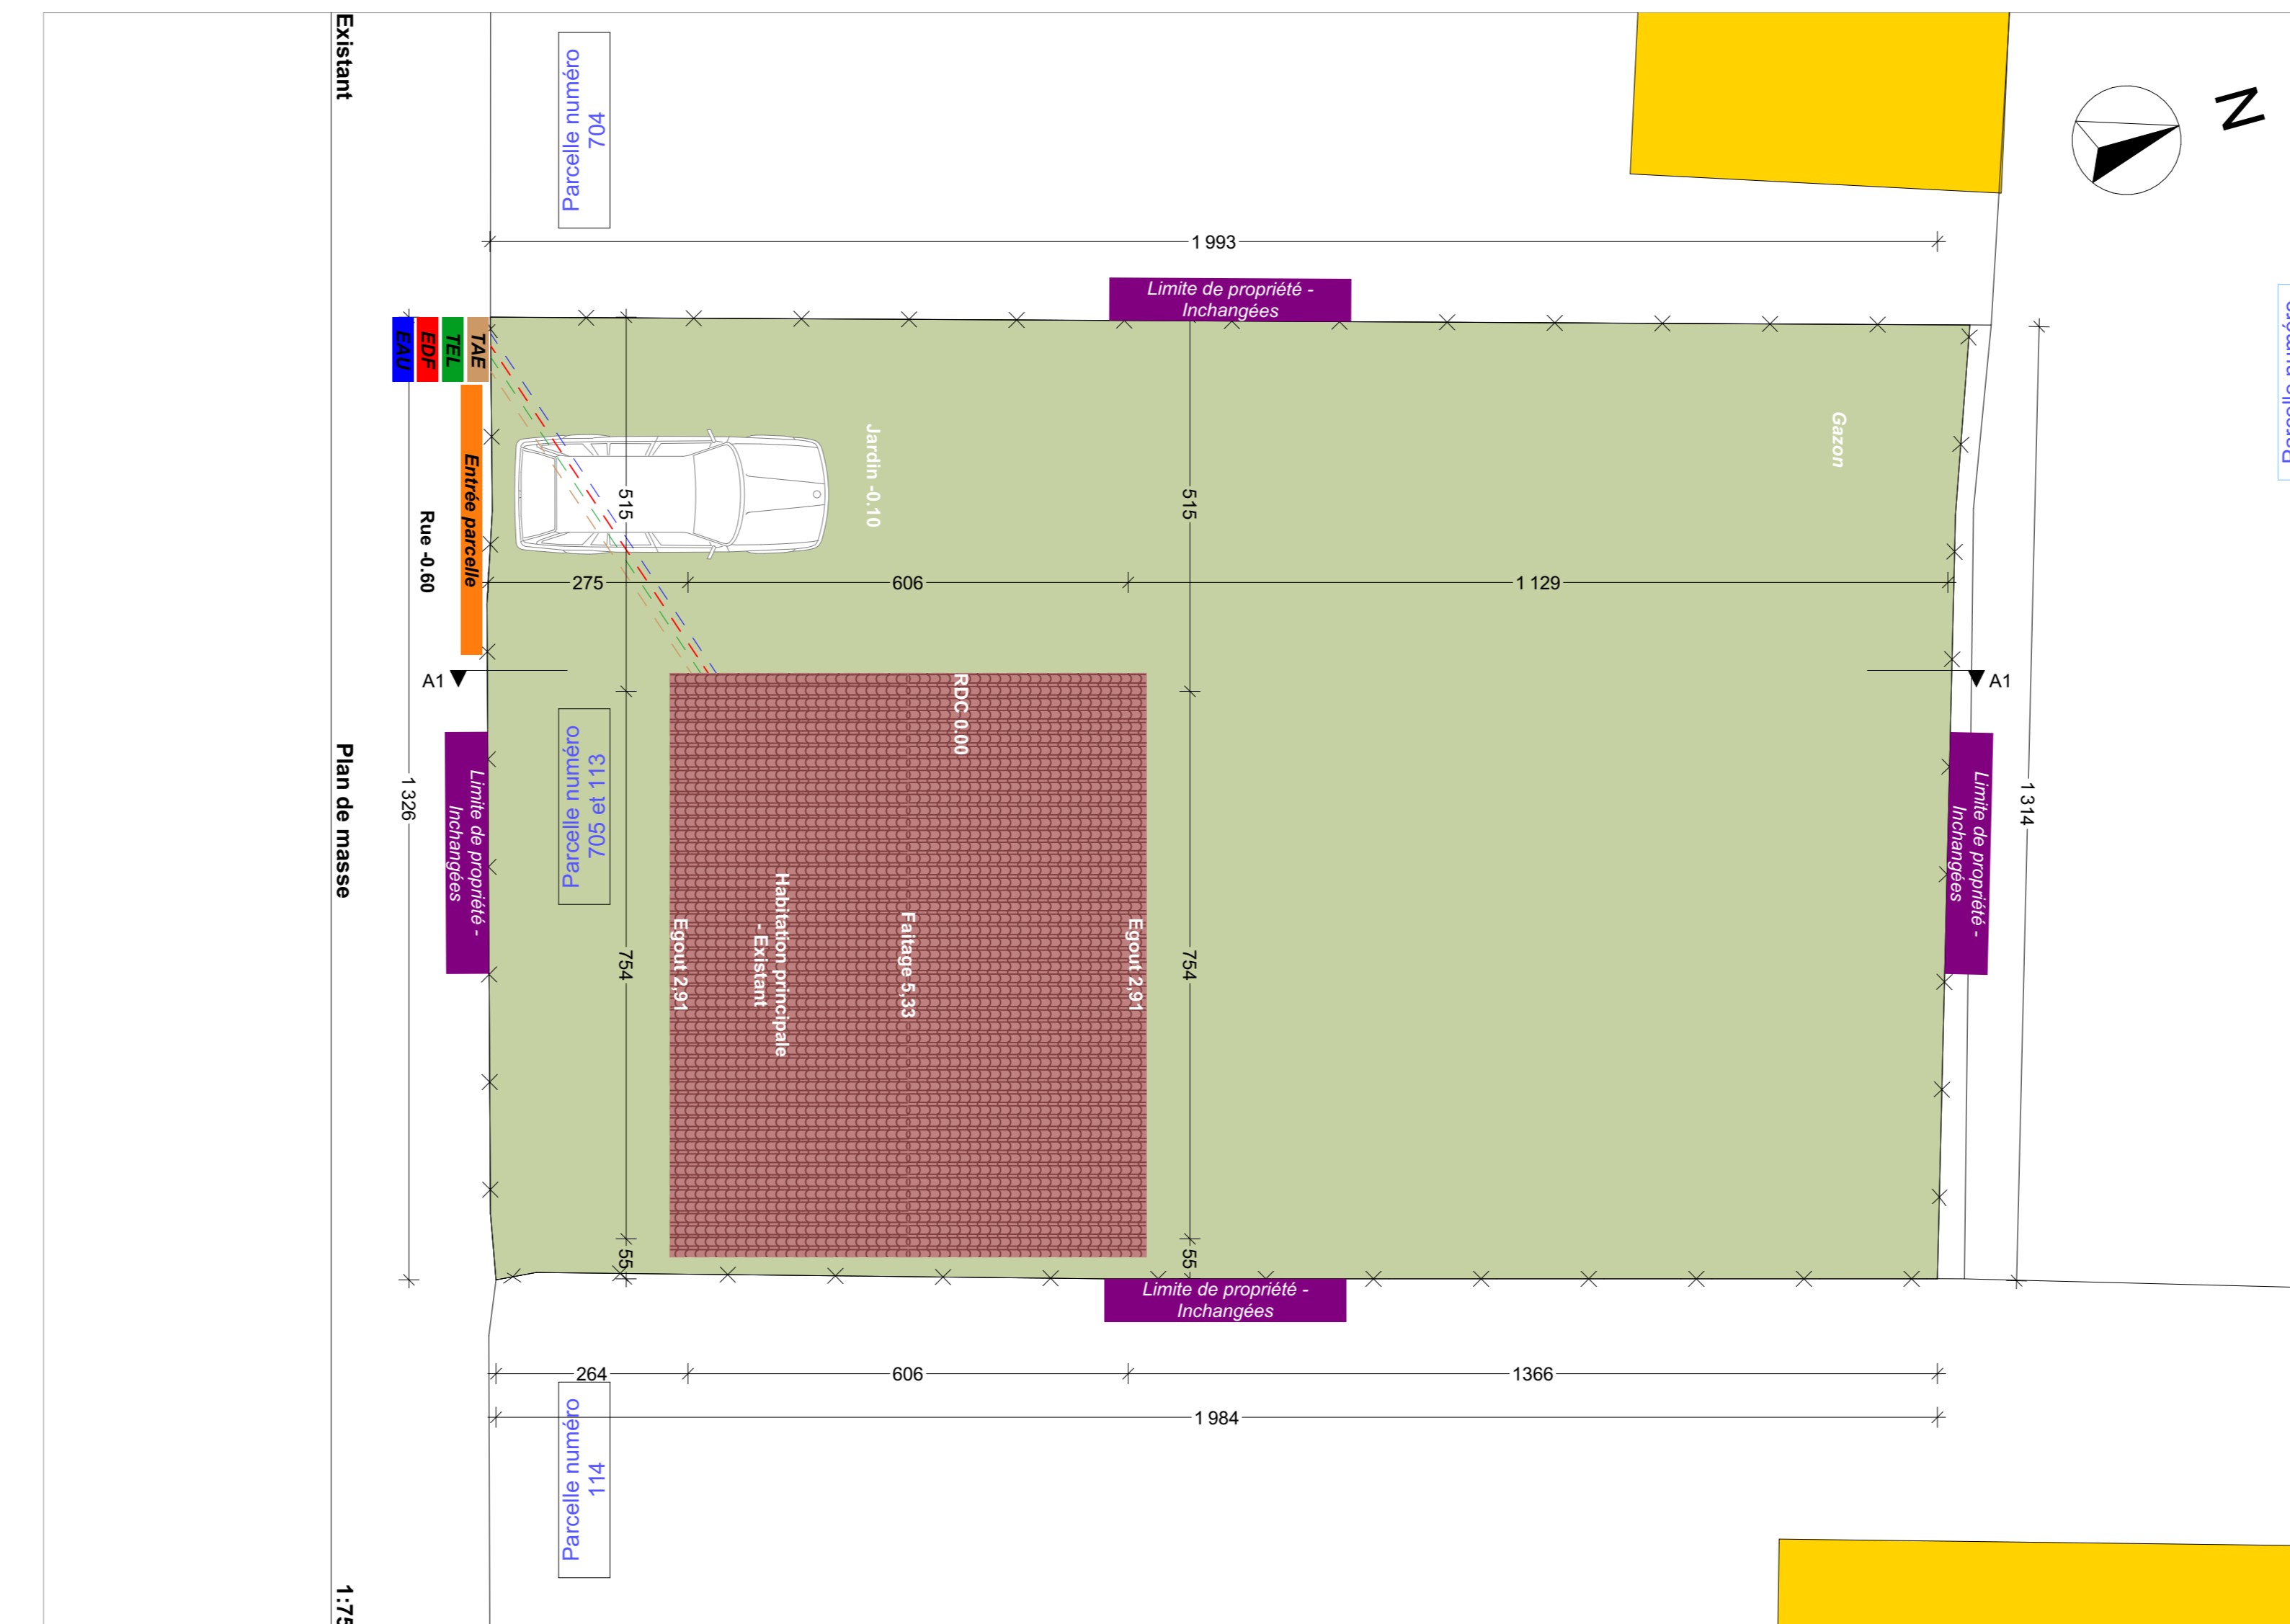 Existant
Parcelle numéro
704
N
1 993
Limite de propriété -
Inchangées
EAU
EDF
TEL
TAE
Entrée parcelle
Rue -0.60
Jardin -0.10
Gazon
515
515
275
606
1 129
A1
A1
RDC 0.00
Parcelle numéro
705 et 113
Plan de masse
1 326
Limite de propriété -
Inchangées
754
Egout 2,91
Habitation principale
- Existant
Faitage 5,33
Egout 2,91
754
Limite de propriété -
Inchangées
1 314
55
55
Limite de propriété -
Inchangées
264
606
1366
1 984
Parcelle numéro
114
1:75